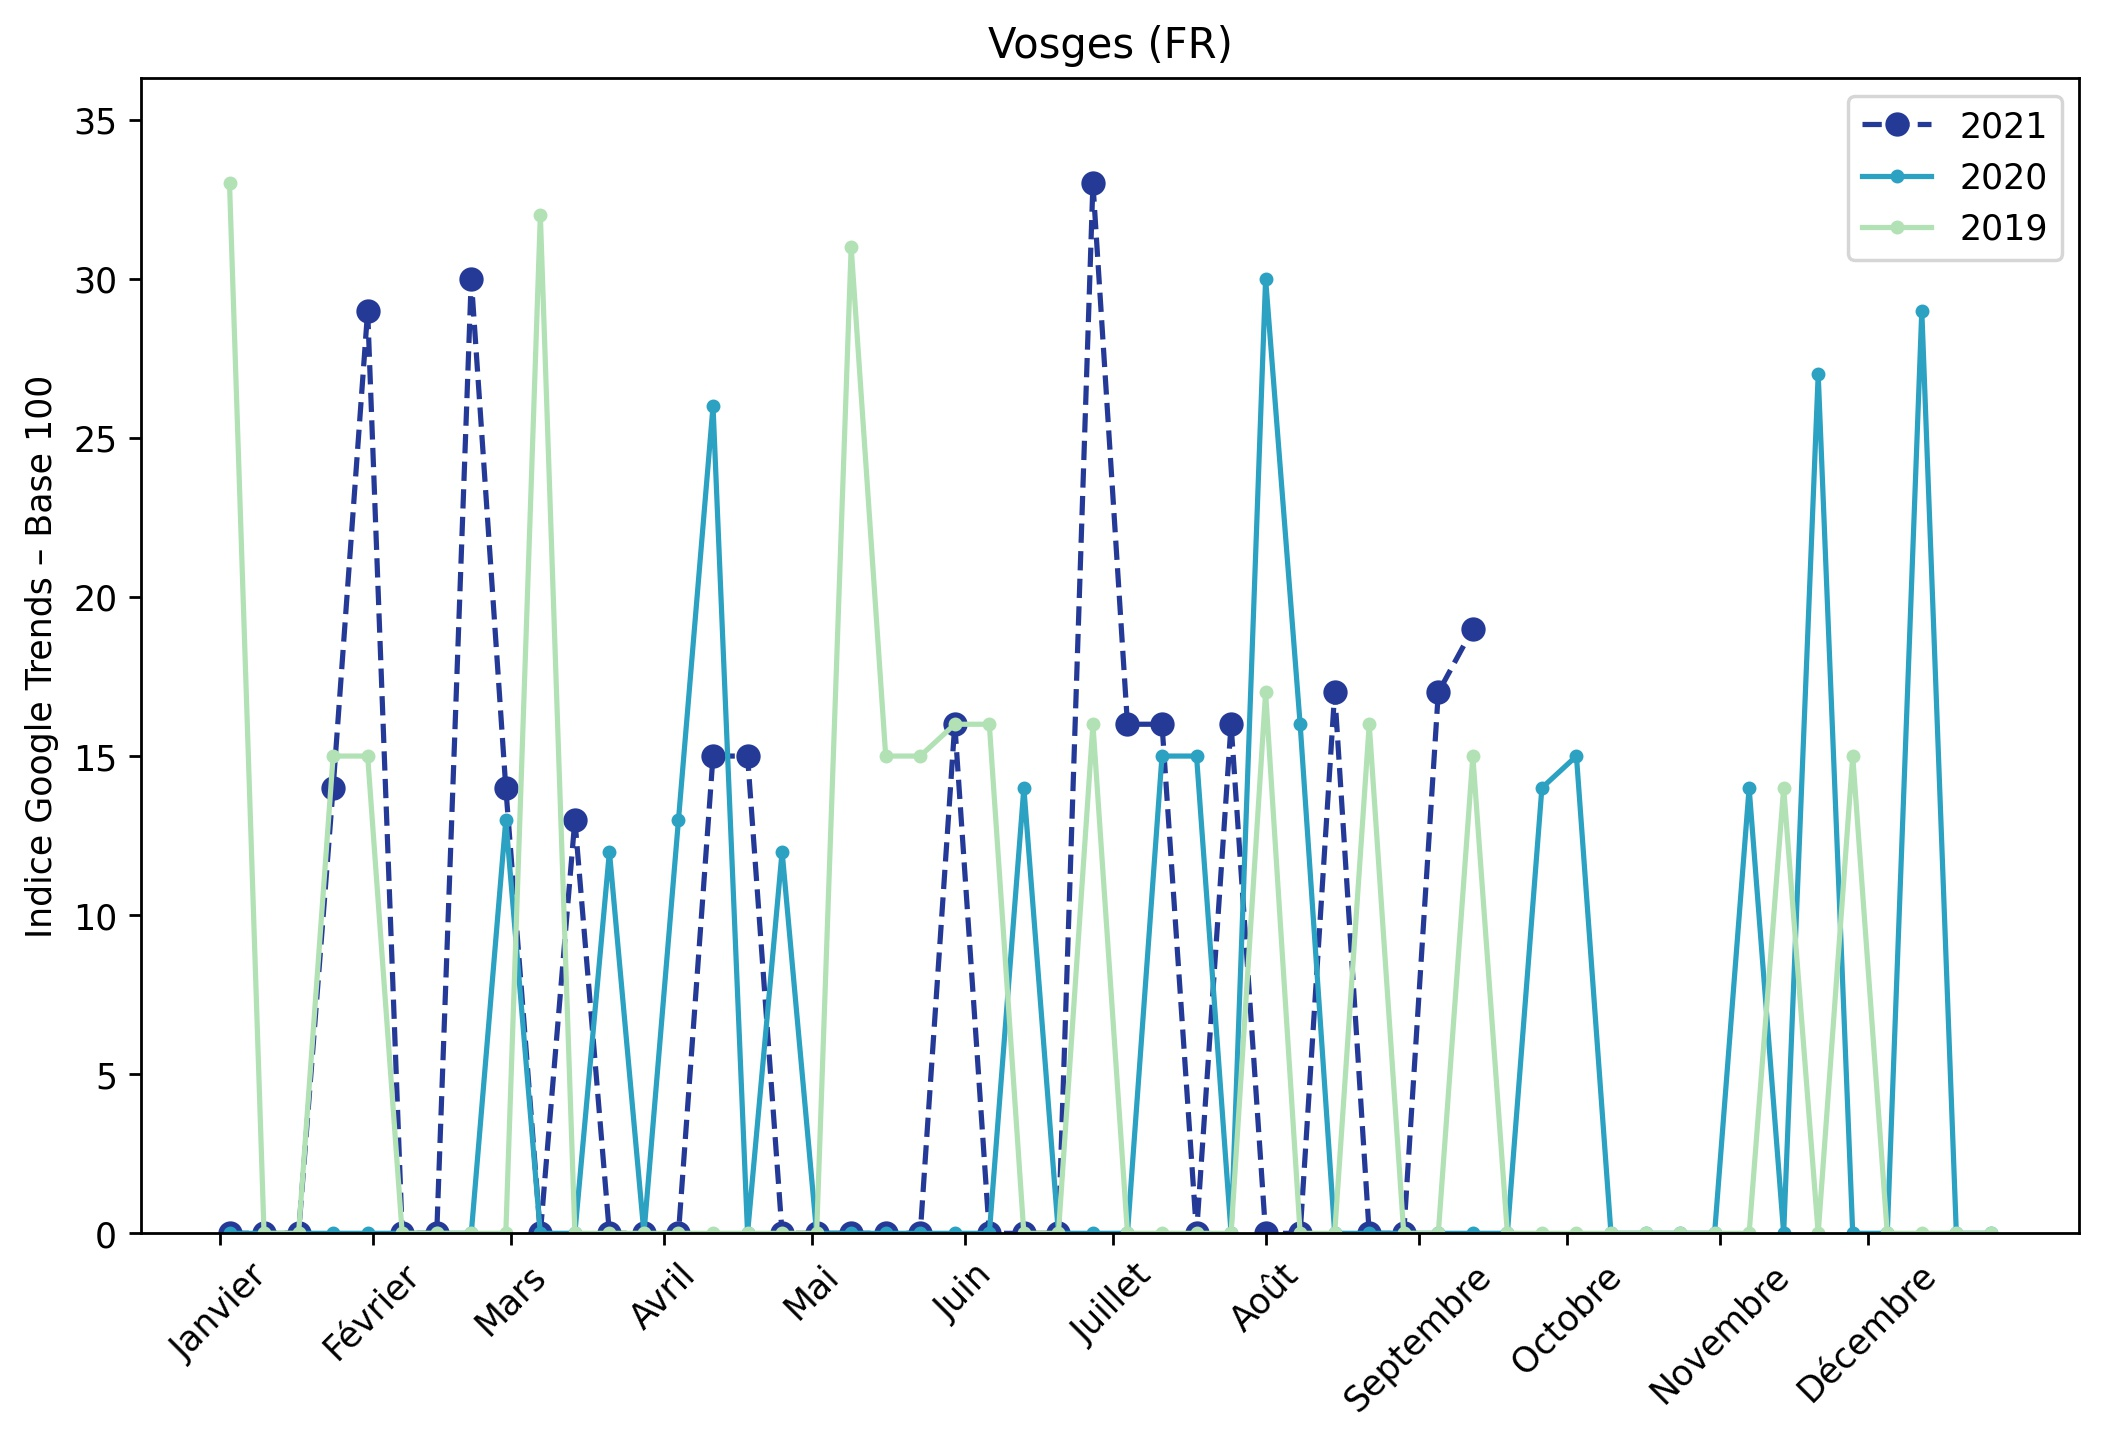 Vosges (FR)
Indice Google Trends – Base 100
35
30
25
20
15
10
5
0
2021
2020
2019
Janvier
Février
Mars
Avril
Mai
Juin
Juillet
Août
Septembre
Octobre
Novembre
Décembre